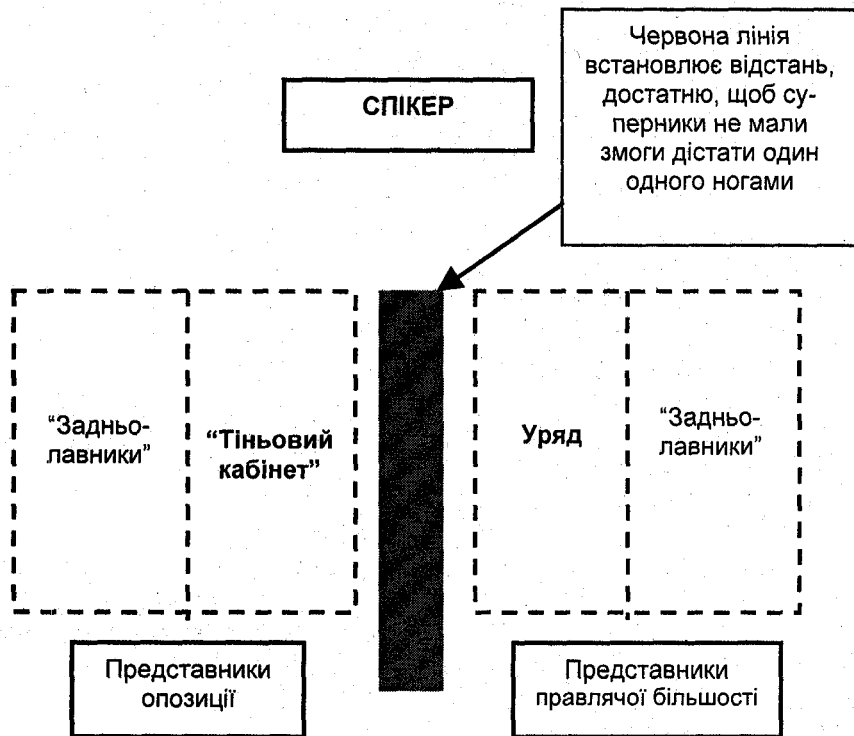 Червона лінія
встановлює відстань,
достатню, щоб су-
перники не мали
змоги дістати один
одного ногами
СПІКЕР
“Задньо-
лавники”
“Тіньовий
кабінет”
Уряд
“Задньо-
лавники”
Представники
опозиції
Представники
правлячої більшості